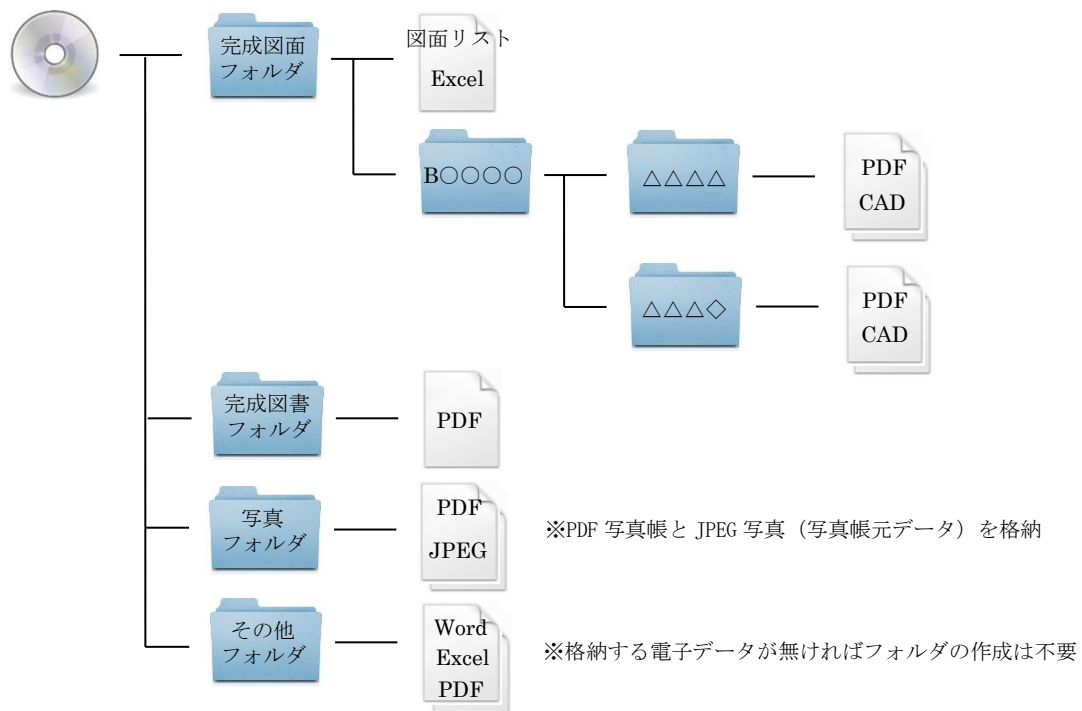 完成図面
フォルダ
図面リスト
Excel
B○○○○
△△△△
PDF
CAD
△△△◇
PDF
CAD
完成図書
フォルダ
PDF
写真
フォルダ
PDF
JPEG
※PDF 写真帳と JPEG 写真（写真帳元データ）を格納
その他
フォルダ
Word
Excel
PDF
※格納する電子データが無ければフォルダの作成は不要